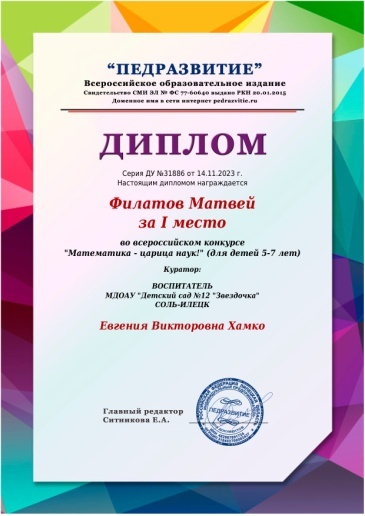 “ПЕДРАЗВИТИЕ”
Всероссийское образовательное издание
Свидетельство СМИ ЭЛ № ФС 77-60640 выдано РКН 20.01.2015
Доменное имя в сети интернет pedrazvitie.ru
ДИПЛОМ
Серия ДУ №31886 от 14.11.2023 г.
Настоящим дипломом награждается
Филатов Матвей
за I место
во всероссийском конкурсе
"Математика - царица наук!" (для детей 5-7 лет)
Куратор:
ВОСПИТАТЕЛЬ
МДОАУ "Детский сад №12 "Звездочка"
СОЛЬ-ИЛЕЦК
Евгения Викторовна Хамко
Главный редактор
Ситникова Е.А.
ПЕДРАЗВИТИЕ